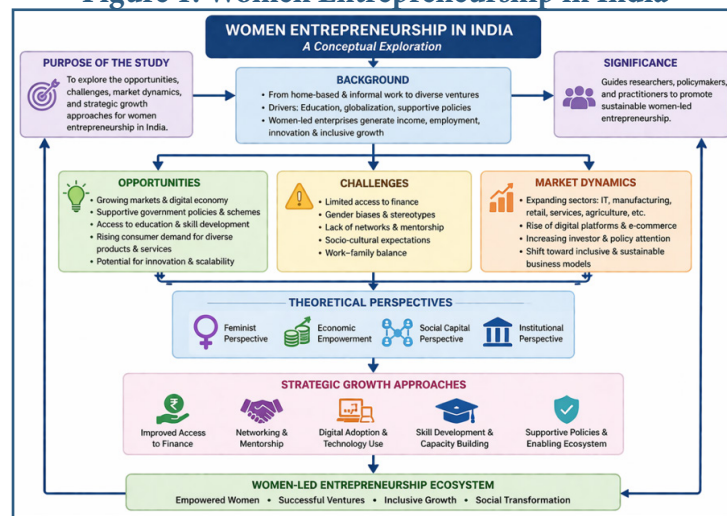 Figure 1: Women Entrepreneurship in India
WOMEN ENTREPRENEURSHIP IN INDIA
A Conceptual Exploration
PURPOSE OF THE STUDY
To explore the opportunities,
challenges, market dynamics,
and strategic growth
approaches for women
entrepreneurship in India.
BACKGROUND
• From home-based & informal work to diverse ventures
• Drivers: Education, globalization, supportive policies
• Women-led enterprises generate income, employment,
innovation & inclusive growth
SIGNIFICANCE
Guides researchers, policymakers,
and practitioners to promote
sustainable women-led
entrepreneurship.
OPPORTUNITIES
• Growing markets & digital economy
• Supportive government policies & schemes
• Access to education & skill development
• Rising consumer demand for diverse
products & services
• Potential for innovation & scalability
CHALLENGES
• Limited access to finance
• Gender biases & stereotypes
• Lack of networks & mentorship
• Socio-cultural expectations
• Work–family balance
MARKET DYNAMICS
• Expanding sectors: IT, manufacturing,
retail, services, agriculture, etc.
• Rise of digital platforms & e-commerce
• Increasing investor & policy attention
• Shift toward inclusive & sustainable
business models
THEORETICAL PERSPECTIVES
Feminist
Perspective
Economic
Empowerment
Social Capital
Perspective
Institutional
Perspective
STRATEGIC GROWTH APPROACHES
₹
Improved Access
to Finance
Networking &
Mentorship
Digital Adoption &
Technology Use
Skill Development &
Capacity Building
Supportive Policies &
Enabling Ecosystem
WOMEN-LED ENTREPRENEURSHIP ECOSYSTEM
Empowered Women • Successful Ventures • Inclusive Growth • Social Transformation